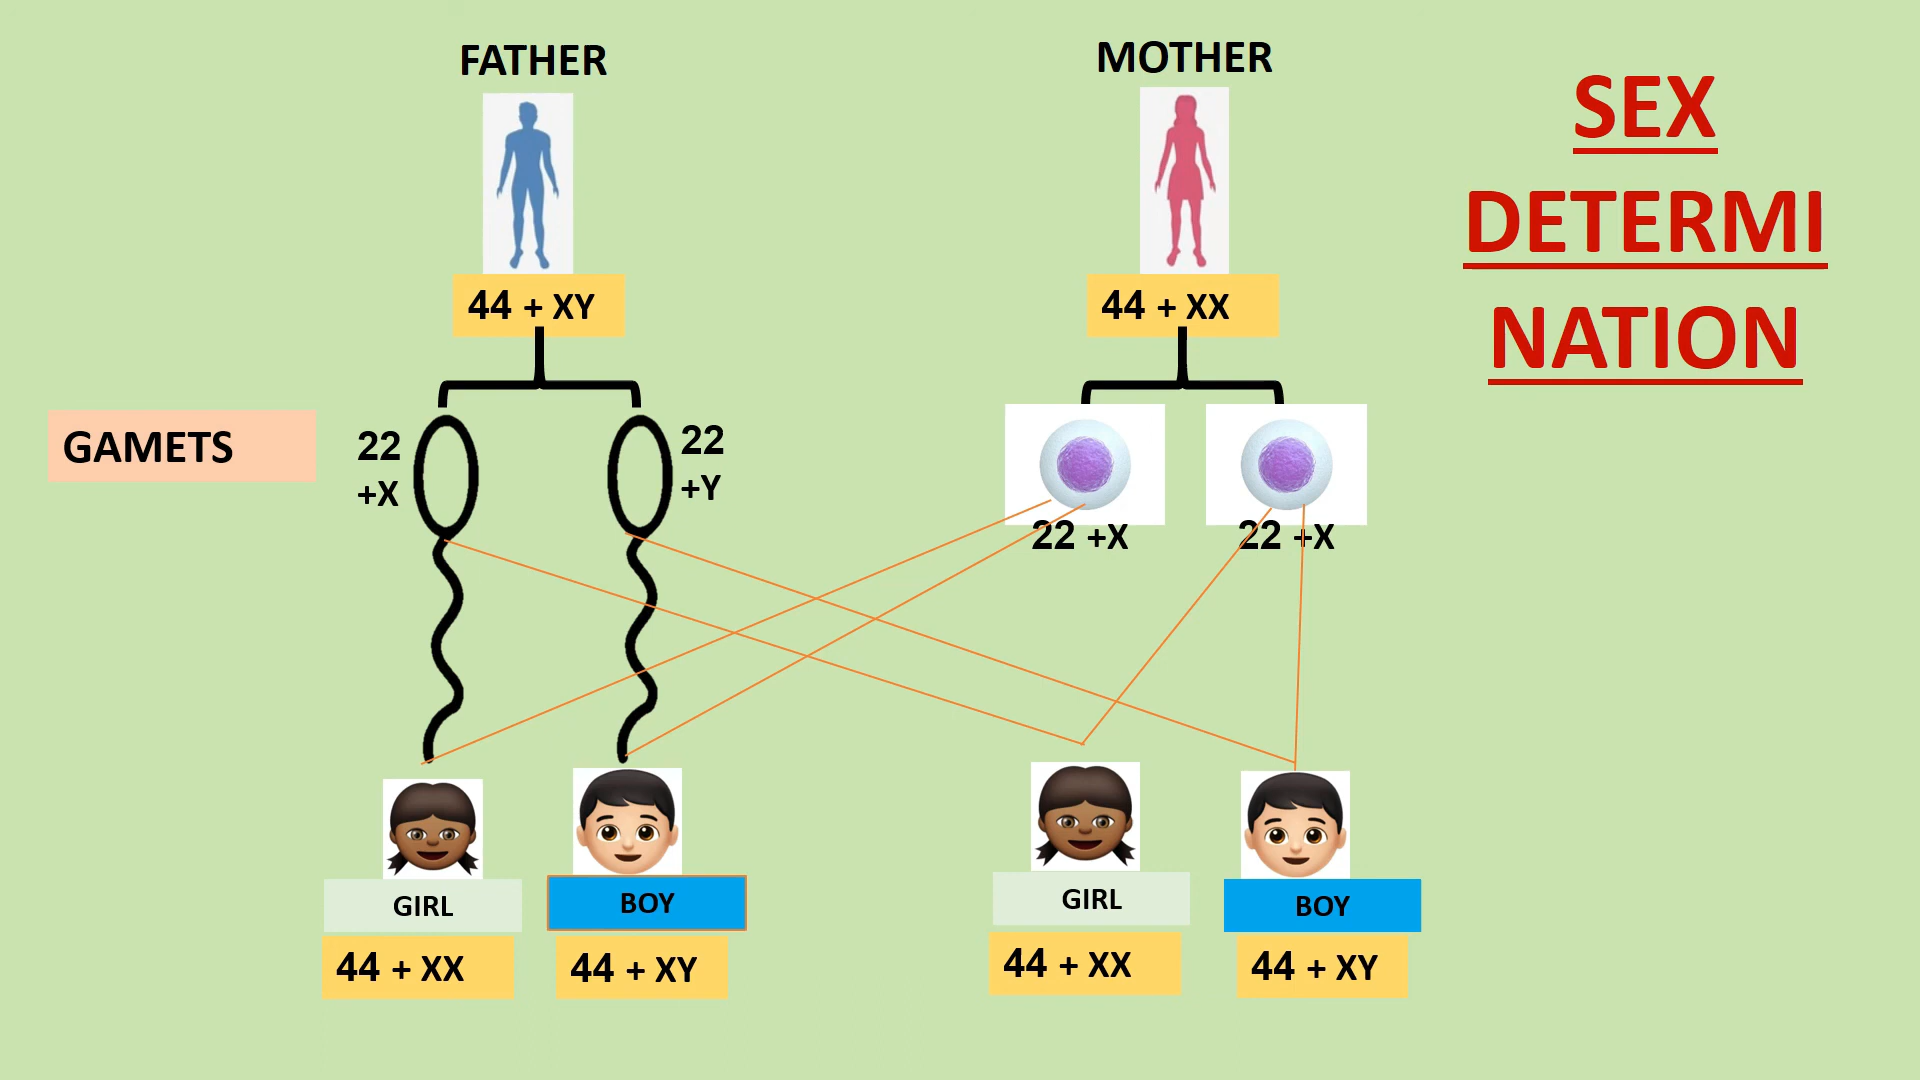 FATHER
MOTHER
SEX
DETERMI
NATION
44 + XY
44 + XX
GAMETS
22
+X
22
+Y
22 +X
22 +X
GIRL
BOY
GIRL
BOY
44 + XX
44 + XY
44 + XX
44 + XY